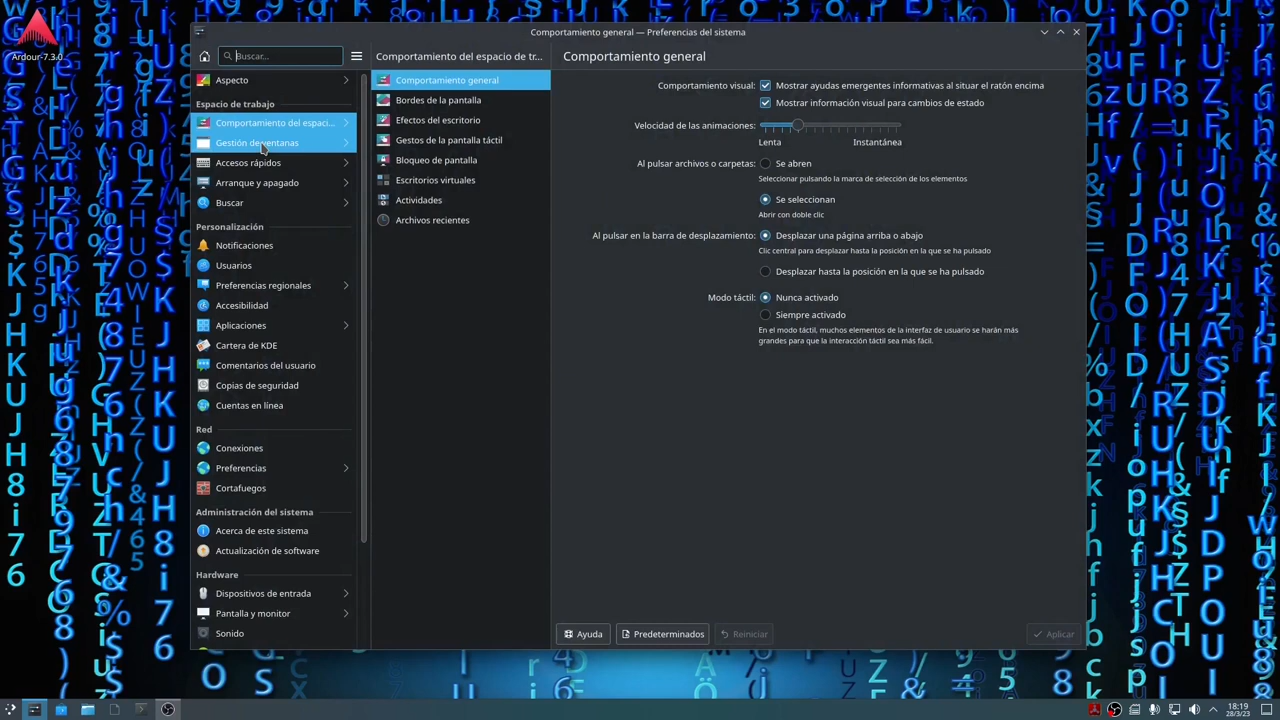 Ardour-7.3.0
Comportamiento general — Preferencias del sistema
Buscar...
Aspecto
Espacio de trabajo
Comportamiento del espaci...
Gestión de ventanas
Accesos rápidos
Arranque y apagado
Buscar
Personalización
Notificaciones
Usuarios
Preferencias regionales
Accesibilidad
Aplicaciones
Cartera de KDE
Comentarios del usuario
Copias de seguridad
Cuentas en línea
Red
Conexiones
Preferencias
Cortafuegos
Administración del sistema
Acerca de este sistema
Actualización de software
Hardware
Dispositivos de entrada
Pantalla y monitor
Sonido
Comportamiento del espacio de tr...
Comportamiento general
Bordes de la pantalla
Efectos del escritorio
Gestos de la pantalla táctil
Bloqueo de pantalla
Escritorios virtuales
Actividades
Archivos recientes
Comportamiento general
Comportamiento visual: Mostrar ayudas emergentes informativas al situar el ratón encima
Mostrar información visual para cambios de estado
Velocidad de las animaciones:
Lenta Instantánea
Al pulsar archivos o carpetas: Se abren
Seleccionar pulsando la marca de selección de los elementos
Se seleccionan
Abrir con doble clic
Al pulsar en la barra de desplazamiento: Desplazar una página arriba o abajo
Clic central para desplazar hasta la posición en la que se ha pulsado
Desplazar hasta la posición en la que se ha pulsado
Modo táctil: Nunca activado
Siempre activado
En el modo táctil, muchos elementos de la interfaz de usuario se harán más
grandes para que la interacción táctil sea más fácil.
Ayuda Predeterminados Reiniciar Aplicar
18:19
28/3/23